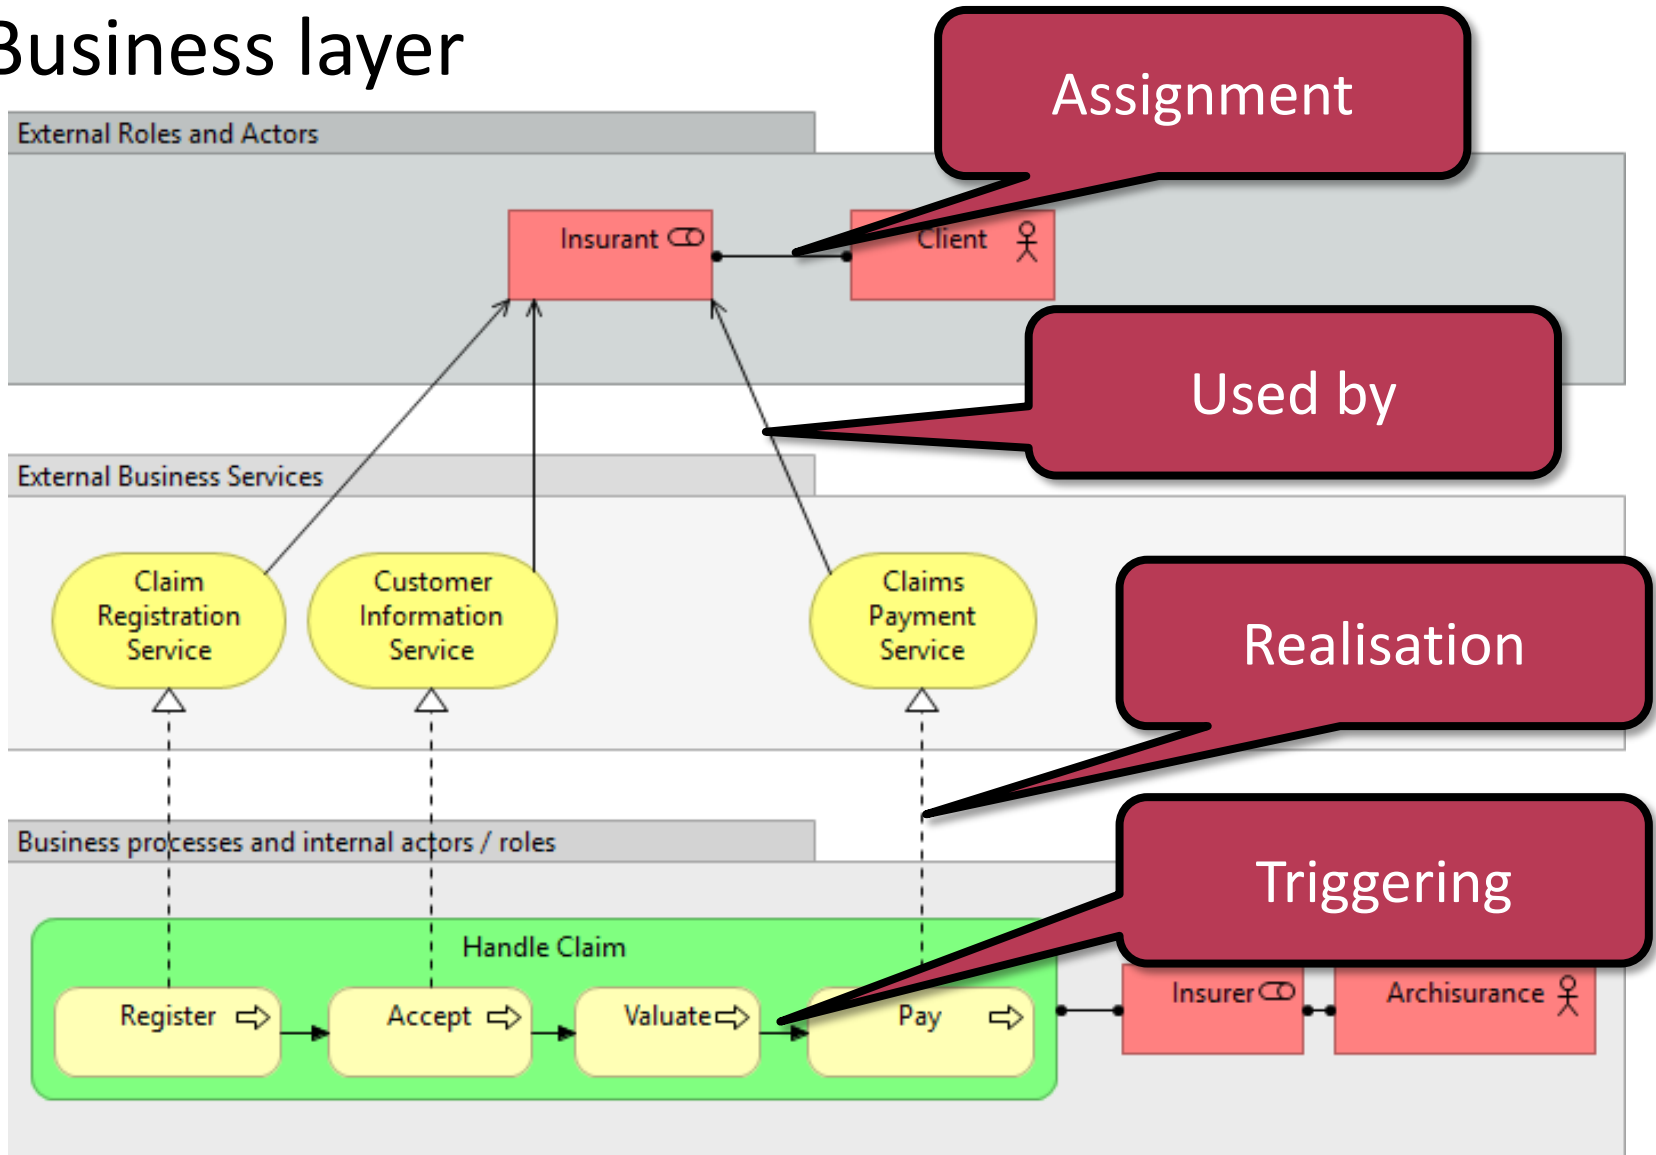 Business layer
Assignment
External Roles and Actors
Insurant
Client
Used by
External Business Services
Claim
Registration
Service
Customer
Information
Service
Claims
Payment
Service
Realisation
Business processes and internal actors / roles
Triggering
Handle Claim
Register
Accept
Valuate
Pay
Insurer
Archisurance